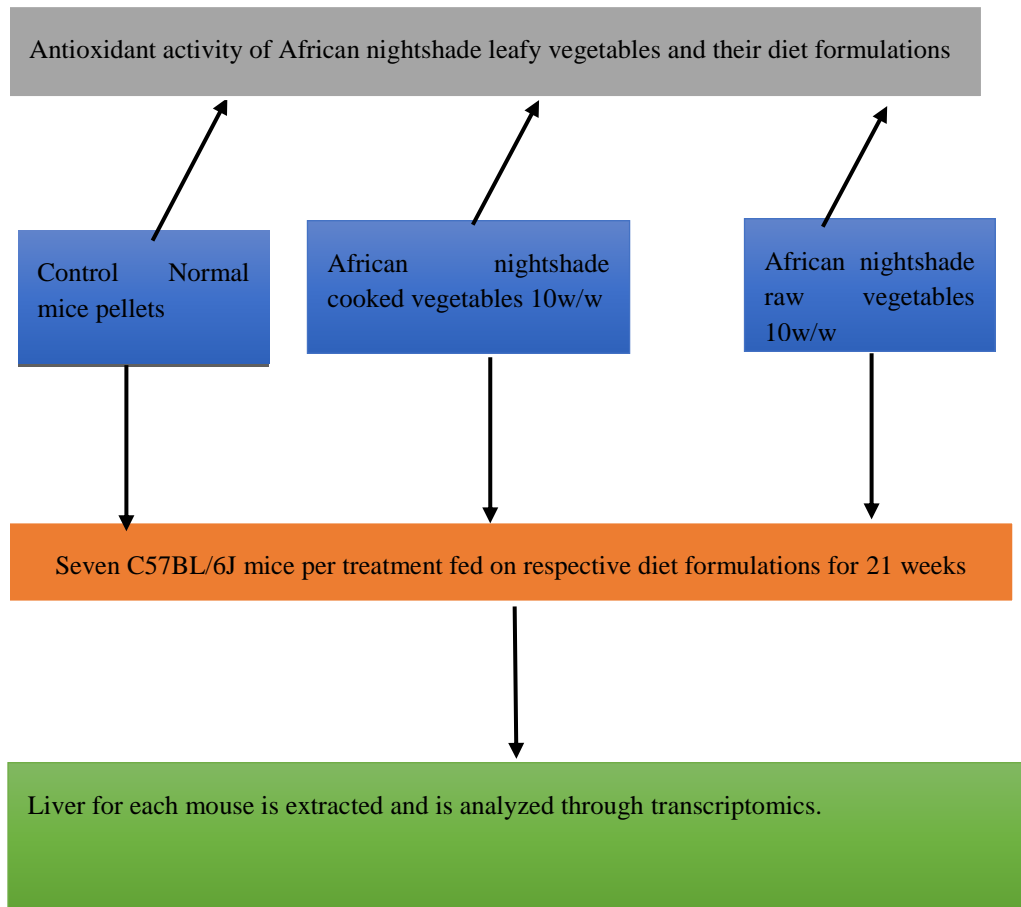 Antioxidant activity of African nightshade leafy vegetables and their diet formulations
Control Normal
mice pellets
African nightshade
cooked vegetables 10w/w
African nightshade
raw vegetables
10w/w
Seven C57BL/6J mice per treatment fed on respective diet formulations for 21 weeks
Liver for each mouse is extracted and is analyzed through transcriptomics.